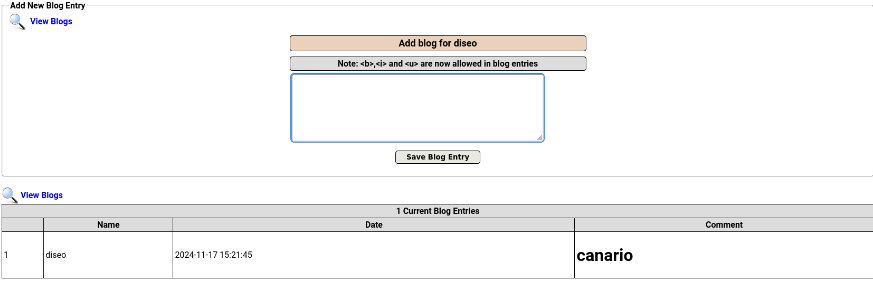 Add New Blog Entry
View Blogs
Add blog for diseo
Note: <b>,<i> and <u> are now allowed in blog entries
Save Blog Entry
View Blogs
1 Current Blog Entries
Name Date Comment
1 diseo 2024-11-17 15:21:45 canario